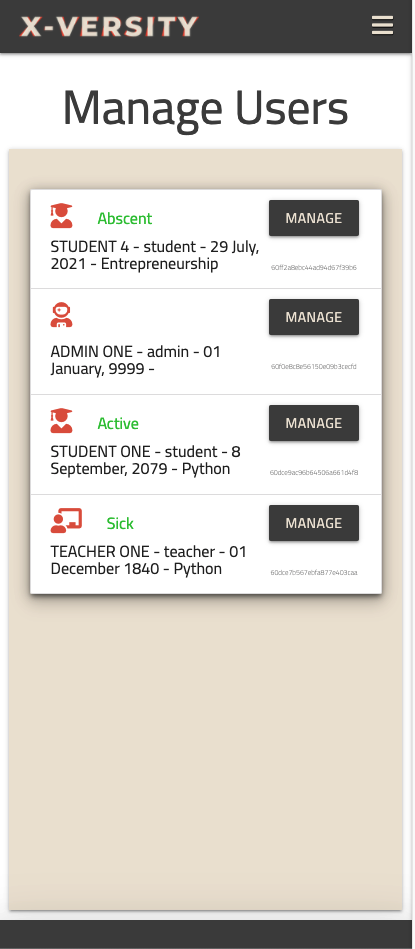 X-VERSITY
Manage Users
Abscent
MANAGE
STUDENT 4 - student - 29 July,
2021 - Entrepreneurship
60ff2a8ebc44ad94d67f39b6
MANAGE
ADMIN ONE - admin - 01
January, 9999 -
60f0e8c8e56150e09b3cecfd
Active
MANAGE
STUDENT ONE - student - 8
September, 2079 - Python
60dce9ac96b64506a661d4f8
Sick
MANAGE
TEACHER ONE - teacher - 01
December 1840 - Python
60dce7b567ebfa877e403caa